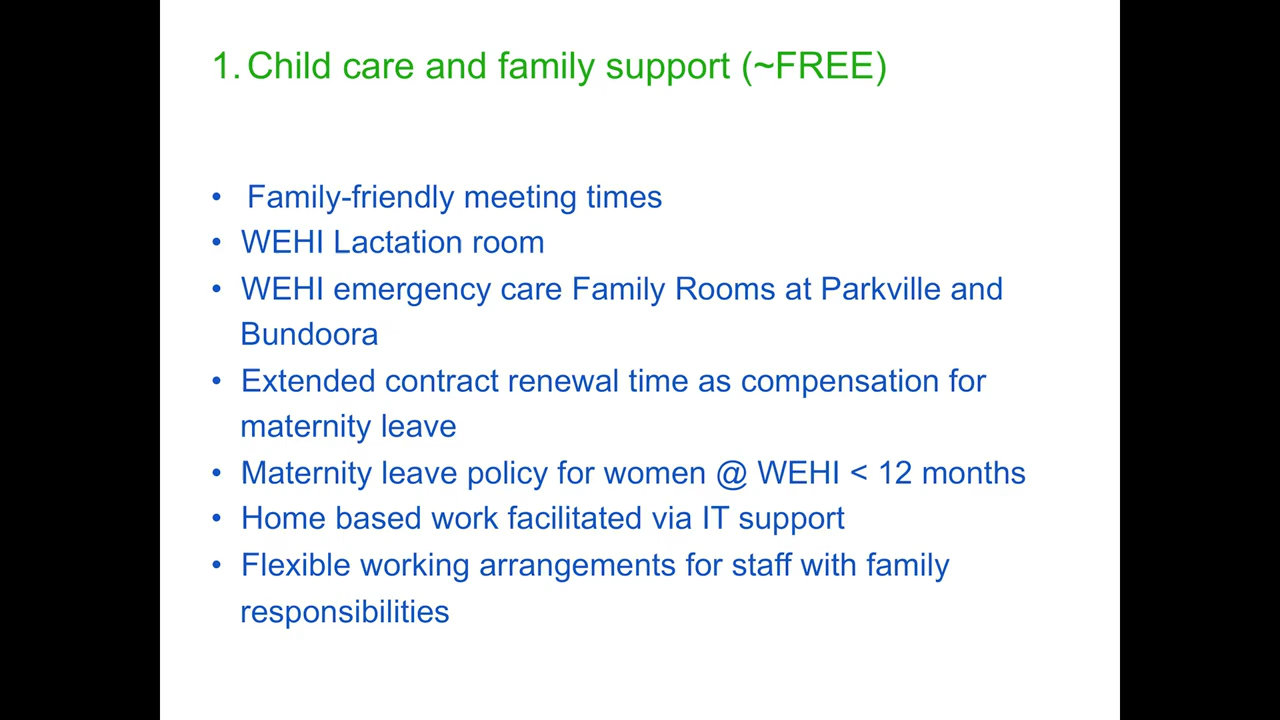 1. Child care and family support (~FREE)
• Family-friendly meeting times
• WEHI Lactation room
• WEHI emergency care Family Rooms at Parkville and
Bundoora
• Extended contract renewal time as compensation for
maternity leave
• Maternity leave policy for women @ WEHI < 12 months
• Home based work facilitated via IT support
• Flexible working arrangements for staff with family
responsibilities